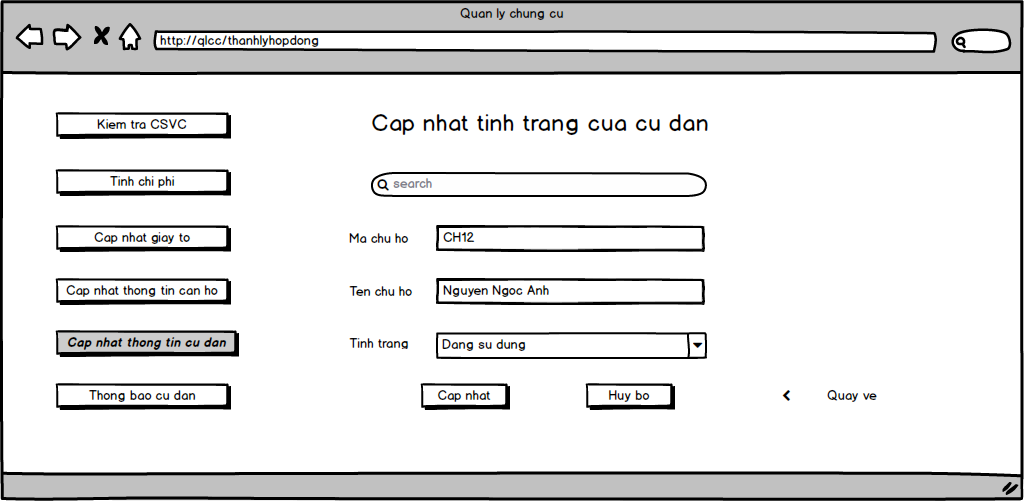 Quan ly chung cu
http://qlcc/thanhlyhopdong
Kiem tra CSVC
Tinh chi phi
Cap nhat giay to
Cap nhat thong tin can ho
Cap nhat thong tin cu dan
Thong bao cu dan
Cap nhat tinh trang cua cu dan
search
Ma chu ho
CH12
Ten chu ho
Nguyen Ngoc Anh
Tinh trang
Dang su dung
Cap nhat
Huy bo
Quay ve